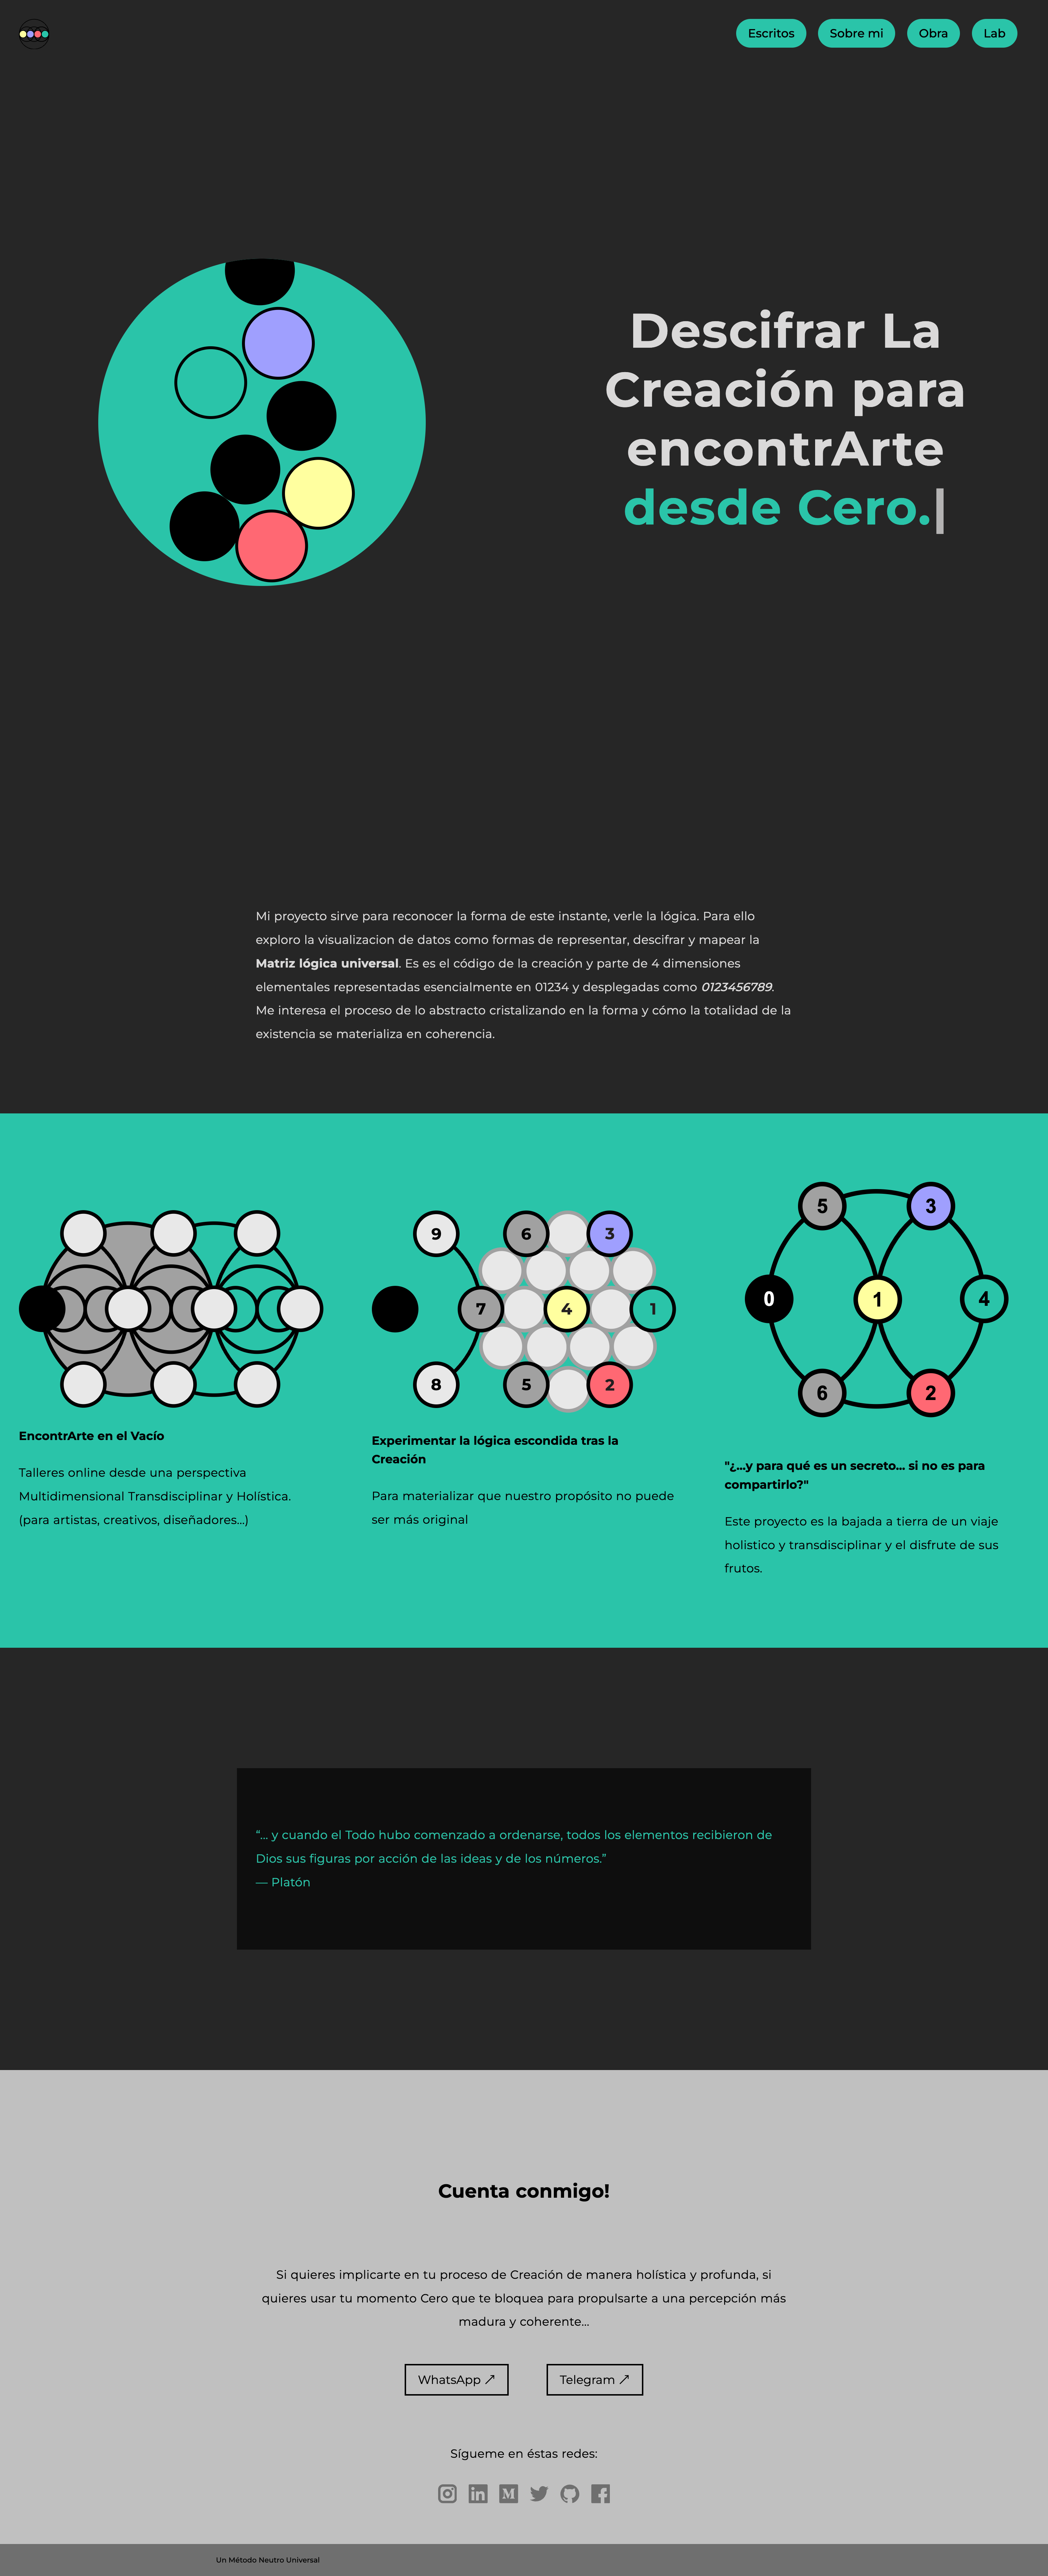 Escritos Sobre mi Obra Lab
Descifrar La
Creación para
encontrArte
desde Cero.|
Mi proyecto sirve para reconocer la forma de este instante, verle la lógica. Para ello
exploro la visualizacion de datos como formas de representar, descifrar y mapear la
Matriz lógica universal. Es es el código de la creación y parte de 4 dimensiones
elementales representadas esencialmente en 01234 y desplegadas como 0123456789.
Me interesa el proceso de lo abstracto cristalizando en la forma y cómo la totalidad de la
existencia se materializa en coherencia.
EncontrArte en el Vacío
Talleres online desde una perspectiva
Multidimensional Transdisciplinar y Holística.
(para artistas, creativos, diseñadores...)
9 6 3
7 4 1
8 5 2
Experimentar la lógica escondida tras la
Creación
Para materializar que nuestro propósito no puede
ser más original
5 3
0 1 4
6 2
"¿...y para qué es un secreto... si no es para
compartirlo?"
Este proyecto es la bajada a tierra de un viaje
holistico y transdisciplinar y el disfrute de sus
frutos.
“... y cuando el Todo hubo comenzado a ordenarse, todos los elementos recibieron de
Dios sus figuras por acción de las ideas y de los números.”
— Platón
Cuenta conmigo!
Si quieres implicarte en tu proceso de Creación de manera holística y profunda, si
quieres usar tu momento Cero que te bloquea para propulsarte a una percepción más
madura y coherente...
WhatsApp ↗ Telegram ↗
Sígueme en éstas redes:
Un Método Neutro Universal